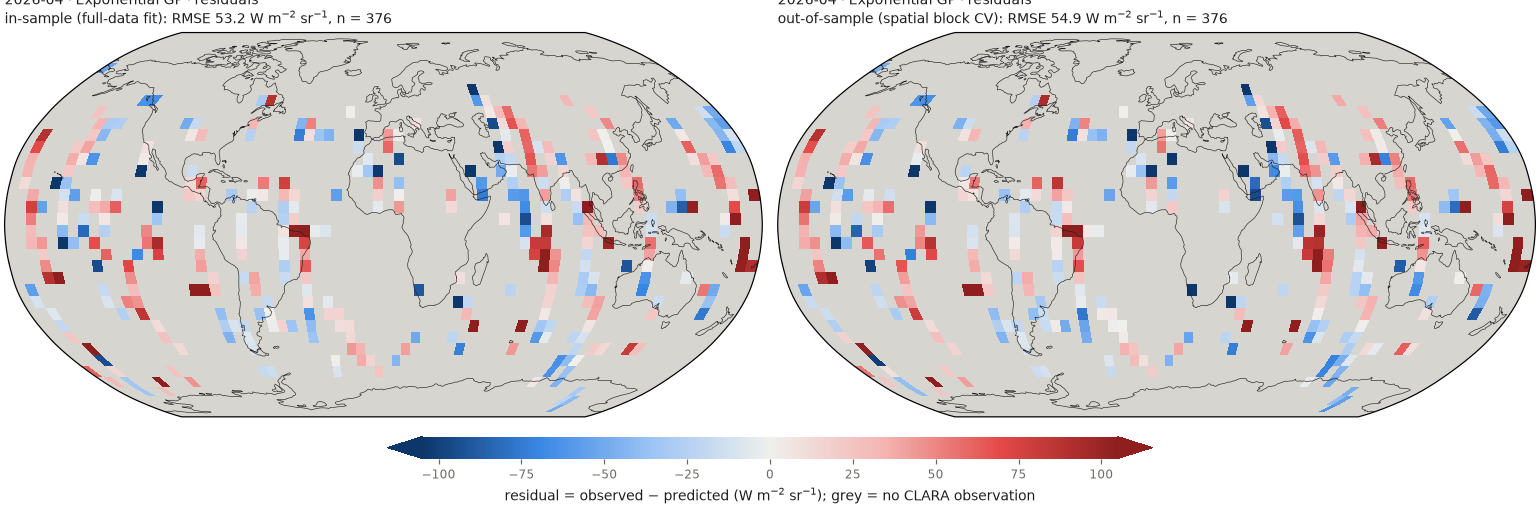 2026-04 · Exponential GP · residuals
in-sample (full-data fit): RMSE 53.2 W m⁻² sr⁻¹, n = 376
2026-04 · Exponential GP · residuals
out-of-sample (spatial block CV): RMSE 54.9 W m⁻² sr⁻¹, n = 376
−100 −75 −50 −25 0 25 50 75 100
residual = observed − predicted (W m⁻² sr⁻¹); grey = no CLARA observation